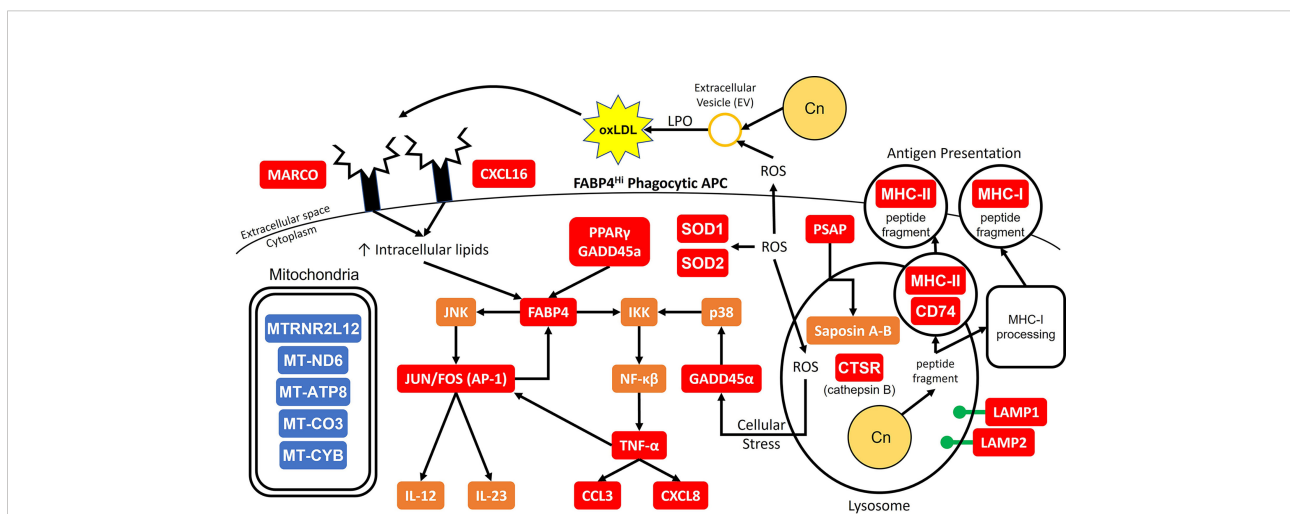 Extracellular
Vesicle (EV)
Cn
oxLDL
LPO
ROS
Antigen Presentation
MARCO
CXCL16
FABP4Hi Phagocytic APC
MHC-II
peptide
fragment
MHC-I
peptide
fragment
Extracellular space
Cytoplasm
↑ Intracellular lipids
PPARγ
GADD45a
SOD1
SOD2
ROS
PSAP
Mitochondria
MTRNR2L12
MT-ND6
MT-ATP8
MT-CO3
MT-CYB
JNK
FABP4
IKK
p38
Saposin A-B
MHC-II
CD74
MHC-I
processing
JUN/FOS (AP-1)
NF-κβ
GADD45α
ROS
CTSR
(cathepsin B)
peptide
fragment
Cn
LAMP1
LAMP2
Cellular
Stress
TNF-α
IL-12
IL-23
CCL3
CXCL8
Lysosome